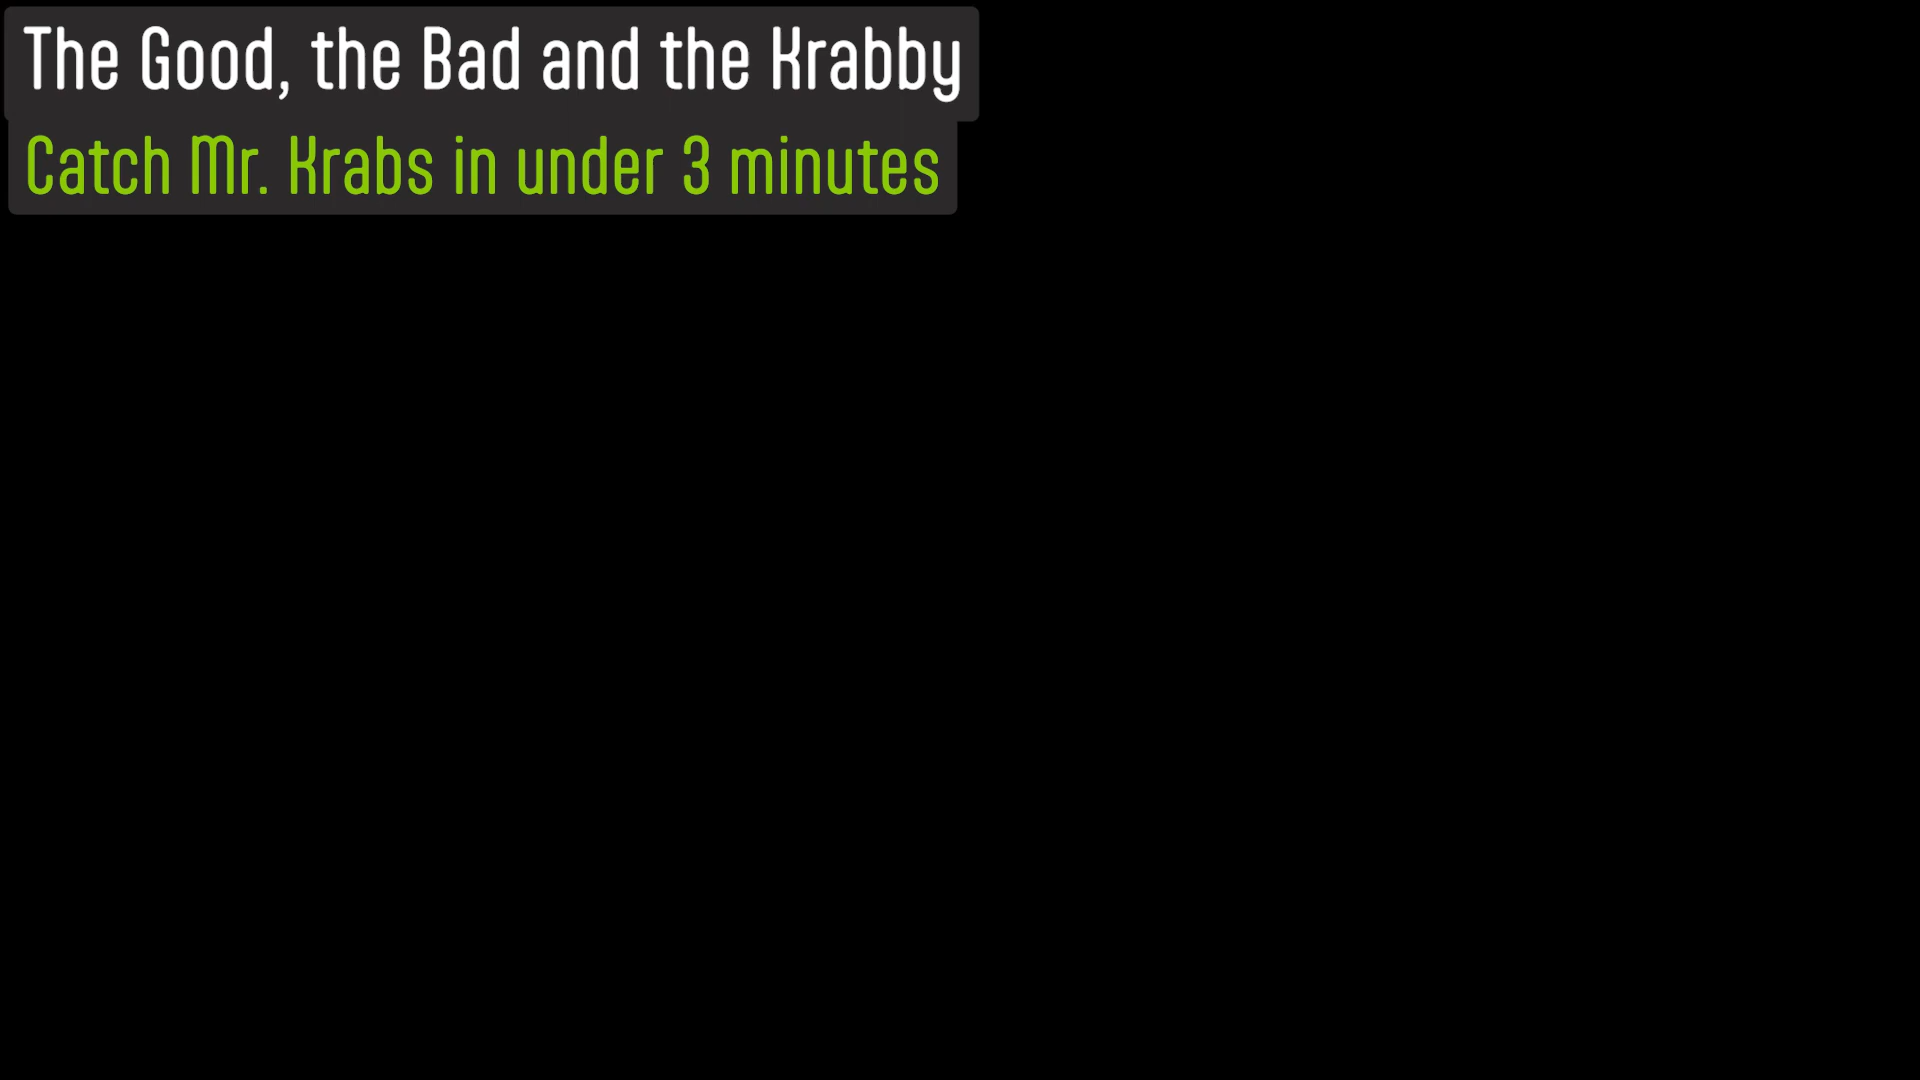 The Good, the Bad and the Krabby
Catch Mr. Krabs in under 3 minutes